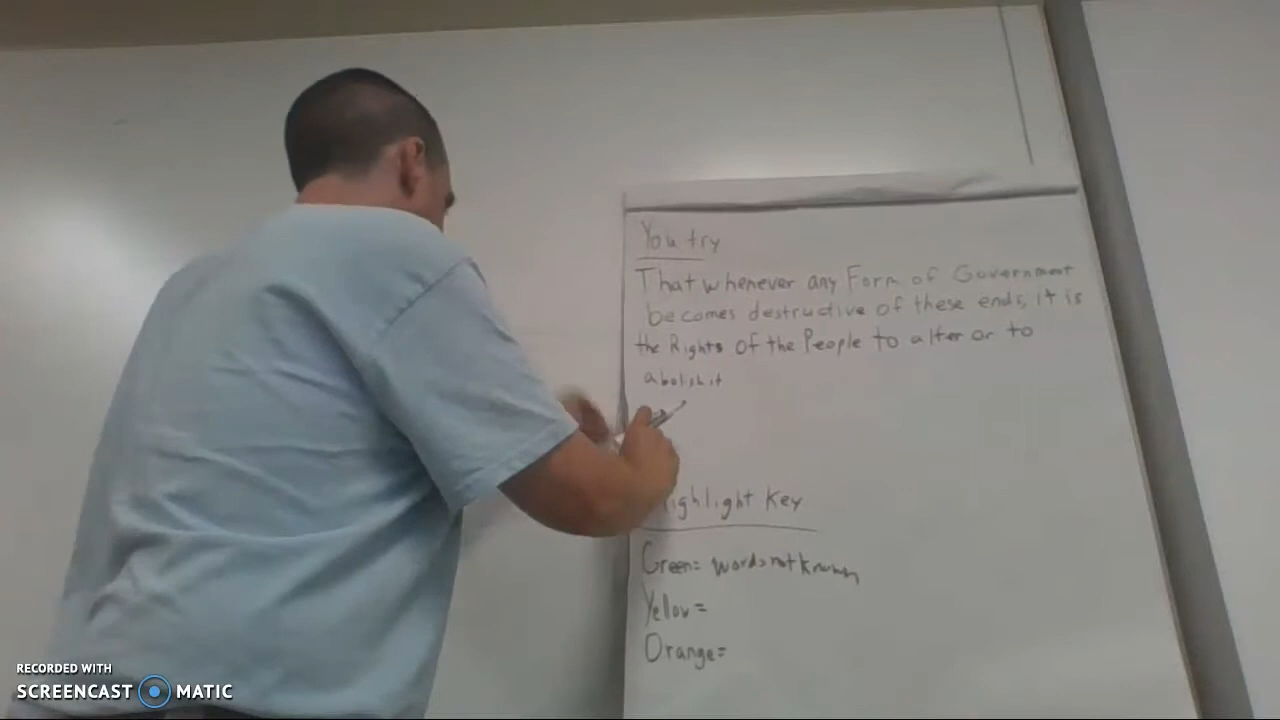 You try
That whenever any Form of Government
becomes destructive of these ends, it is
the Rights of the People to alter or to
abolish it
Highlight Key
Green= words not known
Yellow=
Orange=
RECORDED WITH
SCREENCAST MATIC